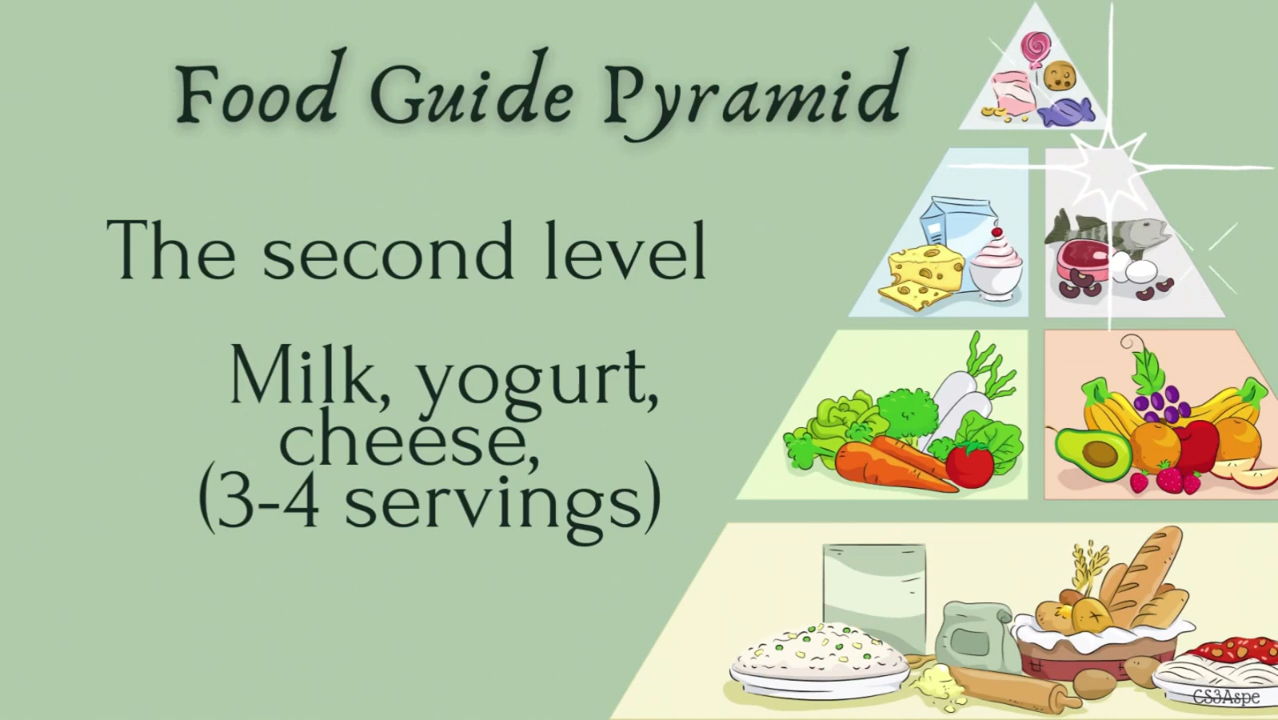 Food Guide Pyramid
The second level
Milk, yogurt,
cheese,
(3-4 servings)
CS3Aspe